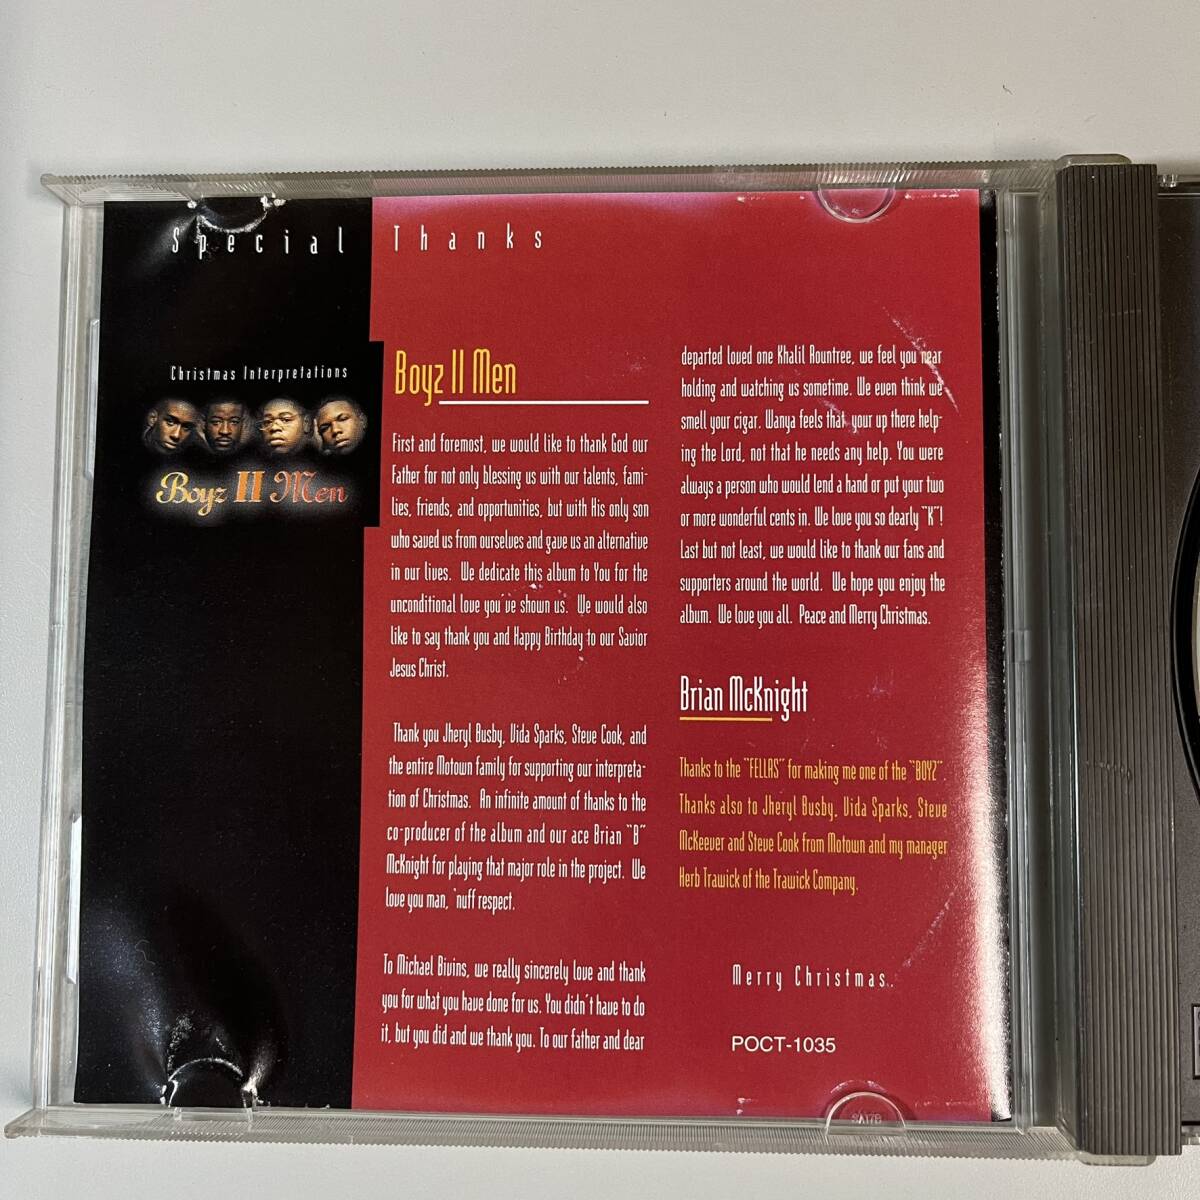 Special Thanks
Christmas Interpretations
Boyz II Men
Boyz II Men
First and foremost, we would like to thank God our
Father for not only blessing us with our talents, fami-
lies, friends, and opportunities, but with His only son
who saved us from ourselves and gave us an alternative
in our lives. We dedicate this album to You for the
unconditional love you've shown us. We would also
like to say thank you and Happy Birthday to our Savior
Jesus Christ.
Thank you Jheryl Busby, Vida Sparks, Steve Cook, and
the entire Motown family for supporting our interpreta-
tion of Christmas. An infinite amount of thanks to the
co-producer of the album and our ace Brian "B"
McKnight for playing that major role in the project. We
love you man, 'nuff respect.
To Michael Bivins, we really sincerely love and thank
you for what you have done for us. You didn't have to do
it, but you did and we thank you. To our father and dear
departed loved one Khalil Rountree, we feel you near
holding and watching us sometime. We even think we
smell your cigar. Wanya feels that your up there help-
ing the Lord, not that he needs any help. You were
always a person who would lend a hand or put your two
or more wonderful cents in. We love you so dearly "K"!
Last but not least, we would like to thank our fans and
supporters around the world. We hope you enjoy the
album. We love you all. Peace and Merry Christmas.
Brian McKnight
Thanks to the "FELLAS" for making me one of the "BOYZ".
Thanks also to Jheryl Busby, Vida Sparks, Steve
McKeever and Steve Cook from Motown and my manager
Herb Trawick of the Trawick Company.
Merry Christmas..
POCT-1035